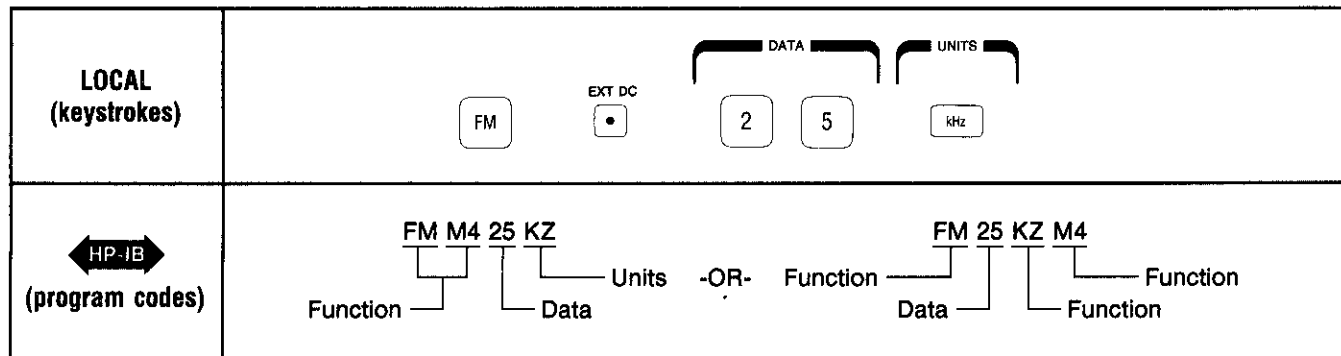 LOCAL
(keystrokes)
DATA
UNITS
EXT DC
FM
•
2
5
kHz
HP-IB
(program codes)
FM M4 25 KZ
Units
Function
Data
-OR-
FM 25 KZ M4
Function
Function
Data
Function